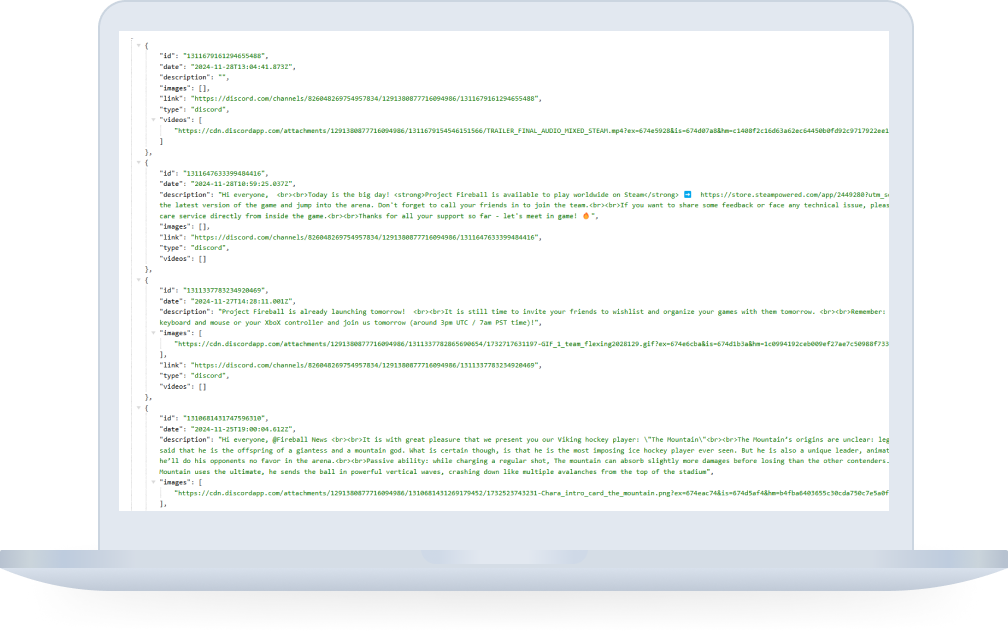 {
"id": "1311679161294655488",
"date": "2024-11-28T13:04:41.873Z",
"description": "",
"images": [],
"link": "https://discord.com/channels/826048269754957834/1291380877716094986/1311679161294655488",
"type": "discord",
"videos": [
"https://cdn.discordapp.com/attachments/1291380877716094986/1311679154546151566/TRAILER_FINAL_AUDIO_MIXED_STEAM.mp4?ex=674e5928&is=674d07a8&hm=c1408f2c16d63a62ec64450b0fd92c9717922ee1
]
},
{
"id": "1311647633399484416",
"date": "2024-11-28T10:59:25.037Z",
"description": "Hi everyone,  <br><br>Today is the big day! <strong>Project Fireball is available to play worldwide on Steam</strong> ➡️  https://store.steampowered.com/app/2449280?utm_so
the latest version of the game and jump into the arena. Don't forget to call your friends in to join the team.<br><br>If you want to share some feedback or face any technical issue, pleas
care service directly from inside the game.<br><br>Thanks for all your support so far - let's meet in game! 🔥",
"images": [],
"link": "https://discord.com/channels/826048269754957834/1291380877716094986/1311647633399484416",
"type": "discord",
"videos": []
},
{
"id": "1311337783234920469",
"date": "2024-11-27T14:28:11.001Z",
"description": "Project Fireball is already launching tomorrow!  <br><br>It is still time to invite your friends to wishlist and organize your games with them tomorrow. <br><br>Remember:
keyboard and mouse or your XboX controller and join us tomorrow (around 3pm UTC / 7am PST time)!",
"images": [
"https://cdn.discordapp.com/attachments/1291380877716094986/1311337782865690654/1732717631197-GIF_1_team_flexing2028129.gif?ex=674e6cba&is=674d1b3a&hm=1c0994192ceb009ef27ae7c50988f733
],
"link": "https://discord.com/channels/826048269754957834/1291380877716094986/1311337783234920469",
"type": "discord",
"videos": []
},
{
"id": "1310681431747596310",
"date": "2024-11-25T19:00:04.612Z",
"description": "Hi everyone, @Fireball News <br><br>It is with great pleasure that we present you our Viking hockey player: \"The Mountain\"<br><br>The Mountain's origins are unclear: leg
said that he is the offspring of a giantess and a mountain god. What is certain though, is that he is the most imposing ice hockey player ever seen. But he is also a unique leader, animat
he'll do his opponents no favor in the arena.<br><br>Passive ability: while charging a regular shot, The mountain can absorb slightly more damages before losing than the other contenders.
Mountain uses the ultimate, he sends the ball in powerful vertical waves, crashing down like multiple avalanches from the top of the stadium",
"images": [
"https://cdn.discordapp.com/attachments/1291380877716094986/1310681431269179452/1732523743231-Chara_intro_card_the_mountain.png?ex=674eac74&is=674d5af4&hm=b4fba6403655c30cda750c7e5a0f
],